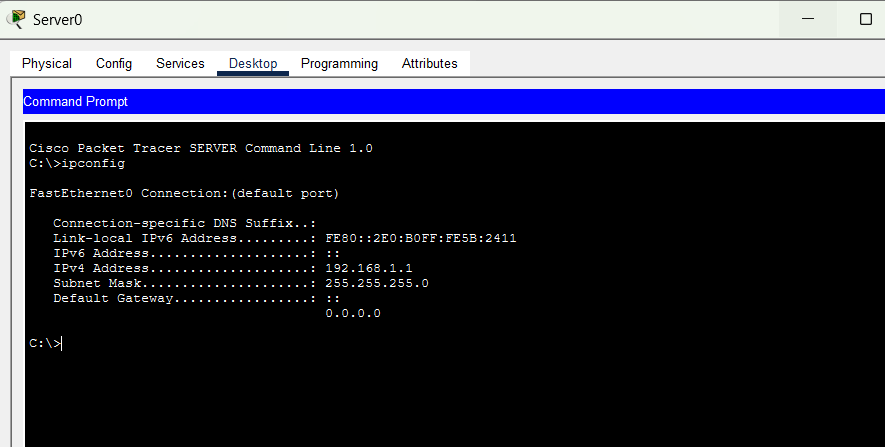 Server0
Physical Config Services Desktop Programming Attributes
Command Prompt
Cisco Packet Tracer SERVER Command Line 1.0
C:\>ipconfig
FastEthernet0 Connection:(default port)
Connection-specific DNS Suffix..:
Link-local IPv6 Address.........: FE80::2E0:B0FF:FE5B:2411
IPv6 Address....................: ::
IPv4 Address....................: 192.168.1.1
Subnet Mask.....................: 255.255.255.0
Default Gateway.................: ::
0.0.0.0
C:\>